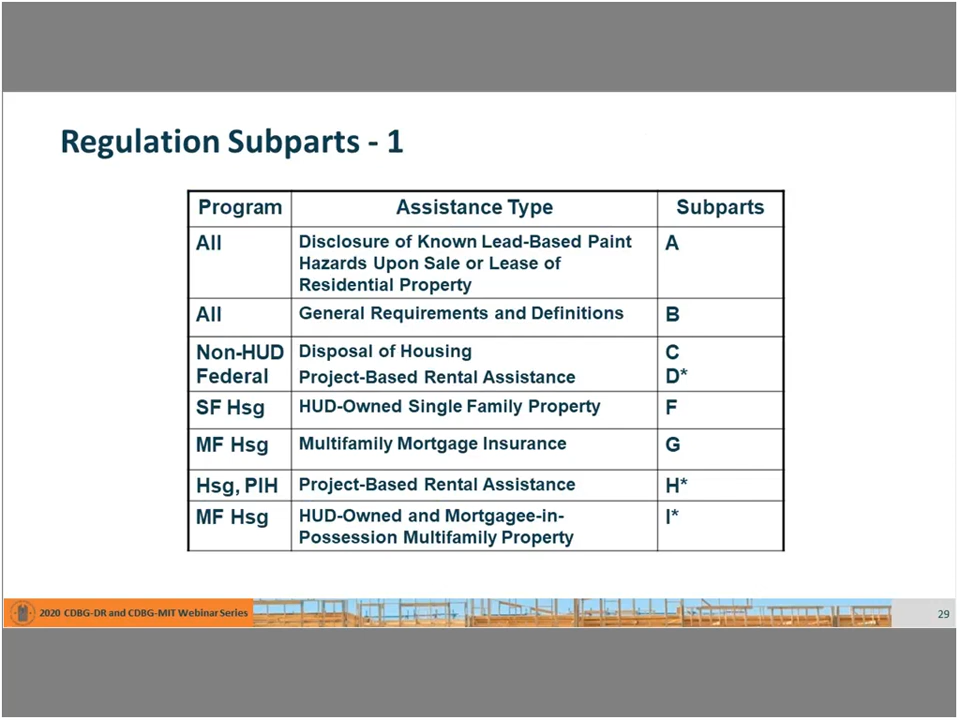 Regulation Subparts - 1
Program Assistance Type Subparts
All Disclosure of Known Lead-Based Paint A
Hazards Upon Sale or Lease of
Residential Property
All General Requirements and Definitions B
Non-HUD Disposal of Housing C
Federal Project-Based Rental Assistance D*
SF Hsg HUD-Owned Single Family Property F
MF Hsg Multifamily Mortgage Insurance G
Hsg, PIH Project-Based Rental Assistance H*
MF Hsg HUD-Owned and Mortgagee-in- I*
Possession Multifamily Property
2020 CDBG-DR and CDBG-MIT Webinar Series 29